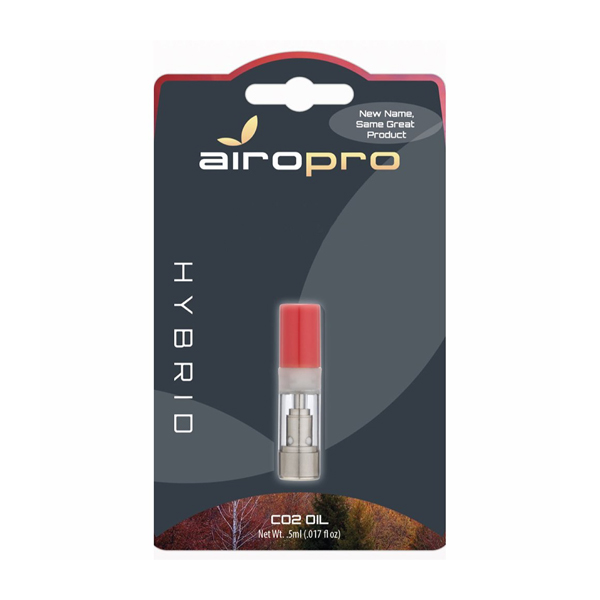 New Name,
Same Great
Product
airopro
HYBRID
CO2 OIL
Net Wt. .5ml (.017 fl oz)